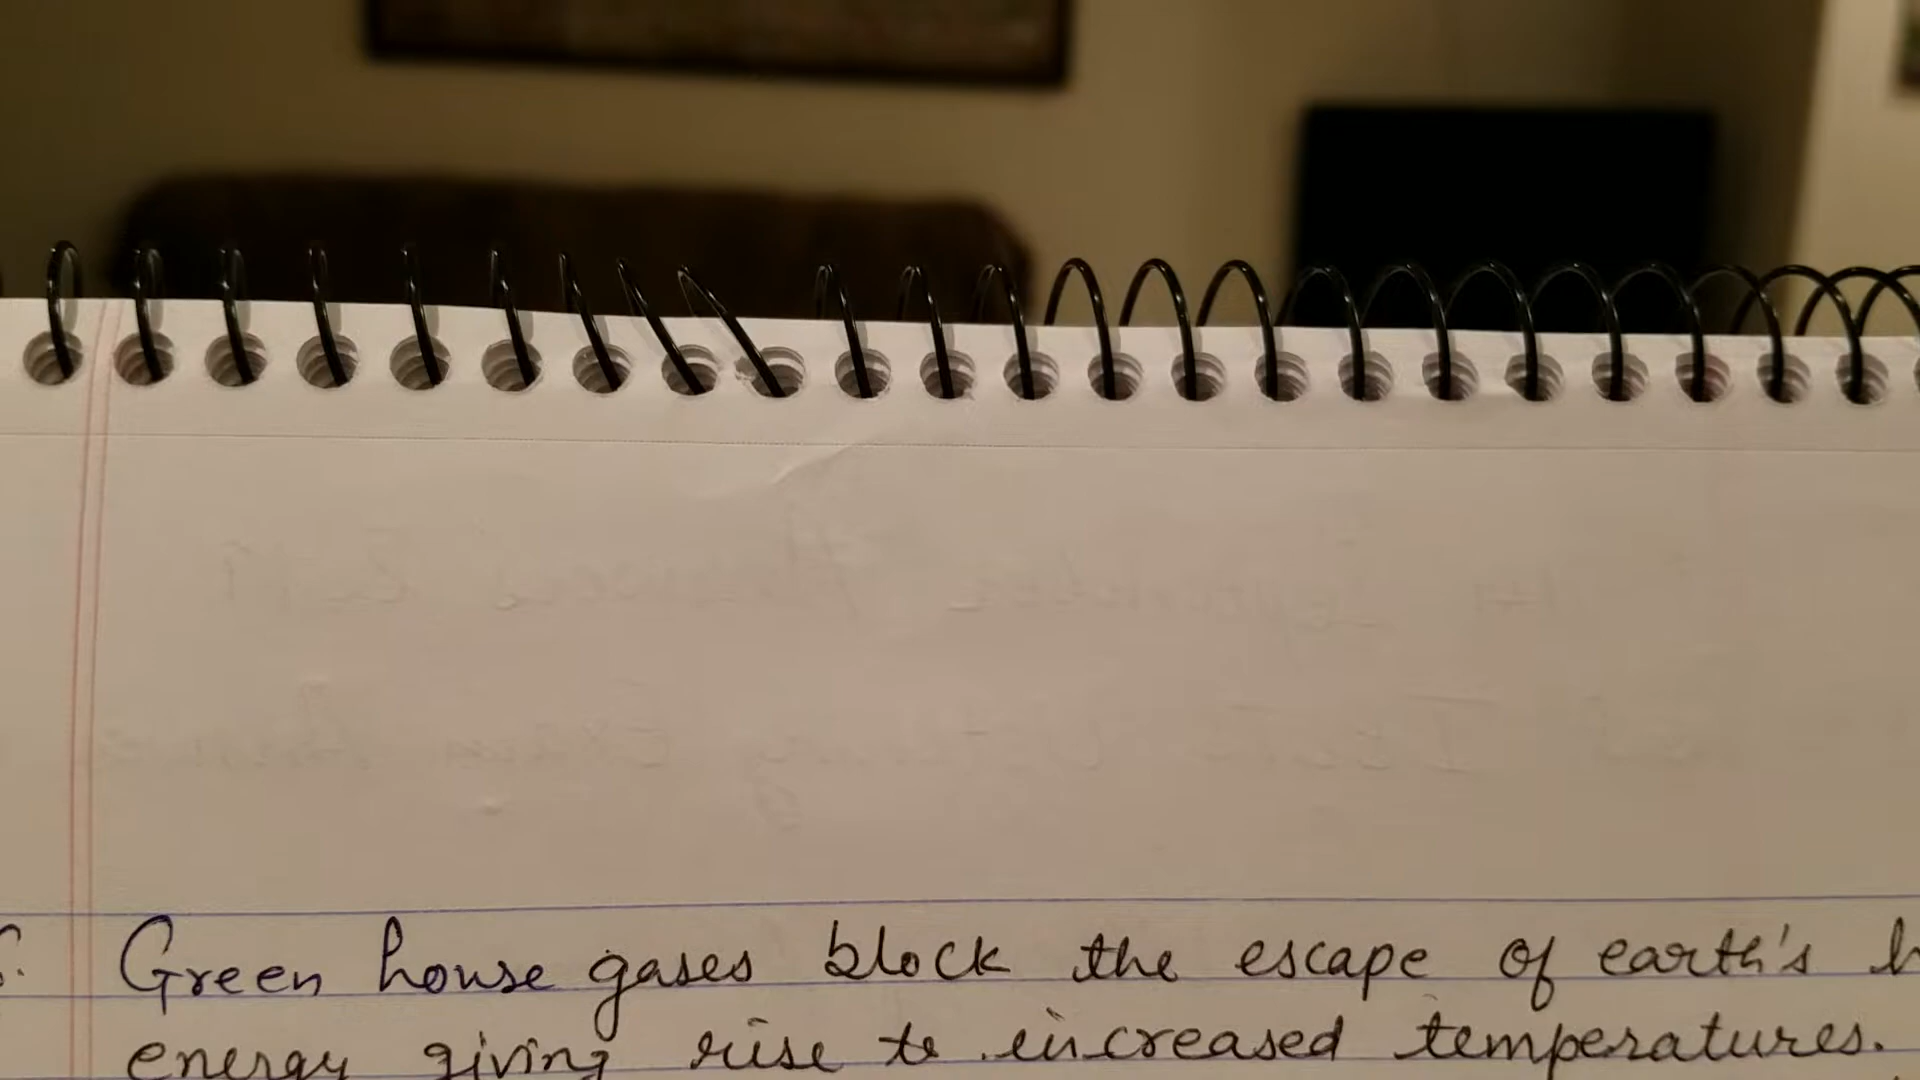 Green house gases block the escape of earth's
energy giving rise to increased temperatures.